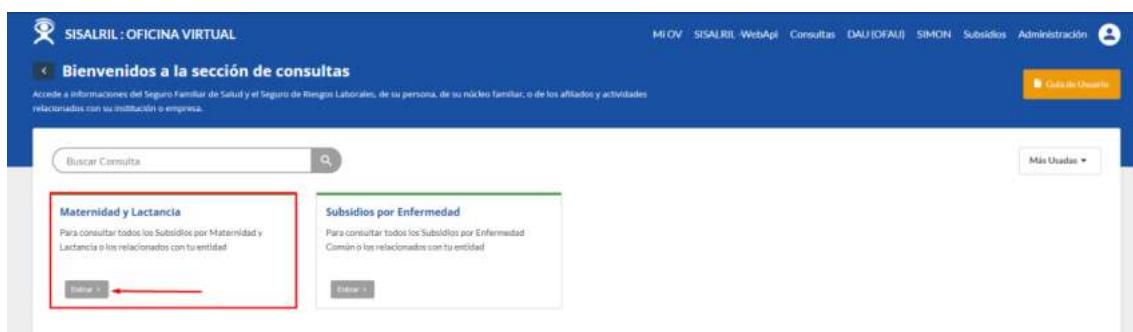 SISALRIL : OFICINA VIRTUAL
MI OV SISALRIL -WebApi Consultas DAU (OFAU) SIMON Subsidios Administración
Bienvenidos a la sección de consultas
Accede a informaciones del Seguro Familiar de Salud y el Seguro de Riesgos Laborales, de su persona, de su núcleo familiar, o de los afiliados y actividades
relacionados con su institución o empresa.
Guía de Usuario
Buscar Consulta
Más Usadas
Maternidad y Lactancia
Para consultar todos los Subsidios por Maternidad y
Lactancia o los relacionados con tu entidad
Entrar >
Subsidios por Enfermedad
Para consultar todos los Subsidios por Enfermedad
Común o los relacionados con tu entidad
Entrar >